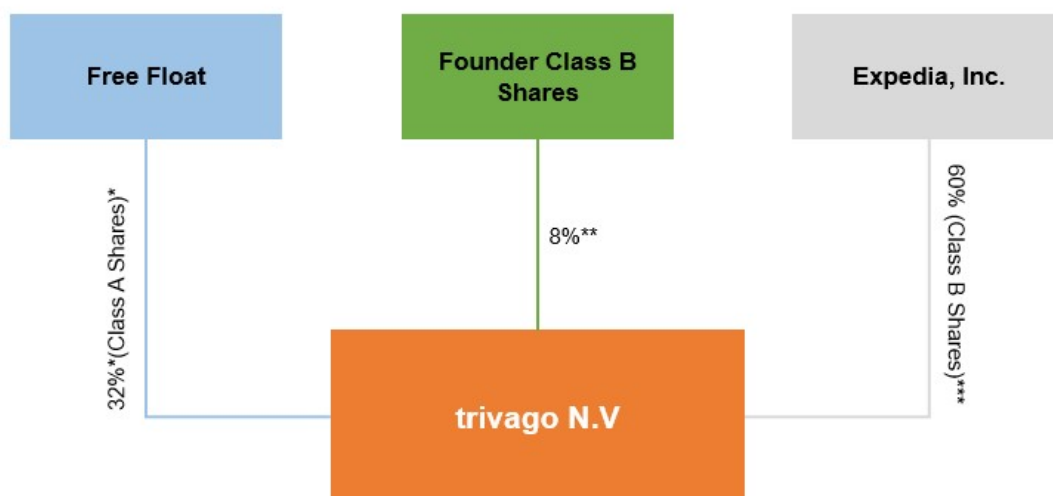 Free Float
Founder Class B
Shares
Expedia, Inc.
32%*(Class A Shares)*
8%**
60% (Class B Shares)***
trivago N.V